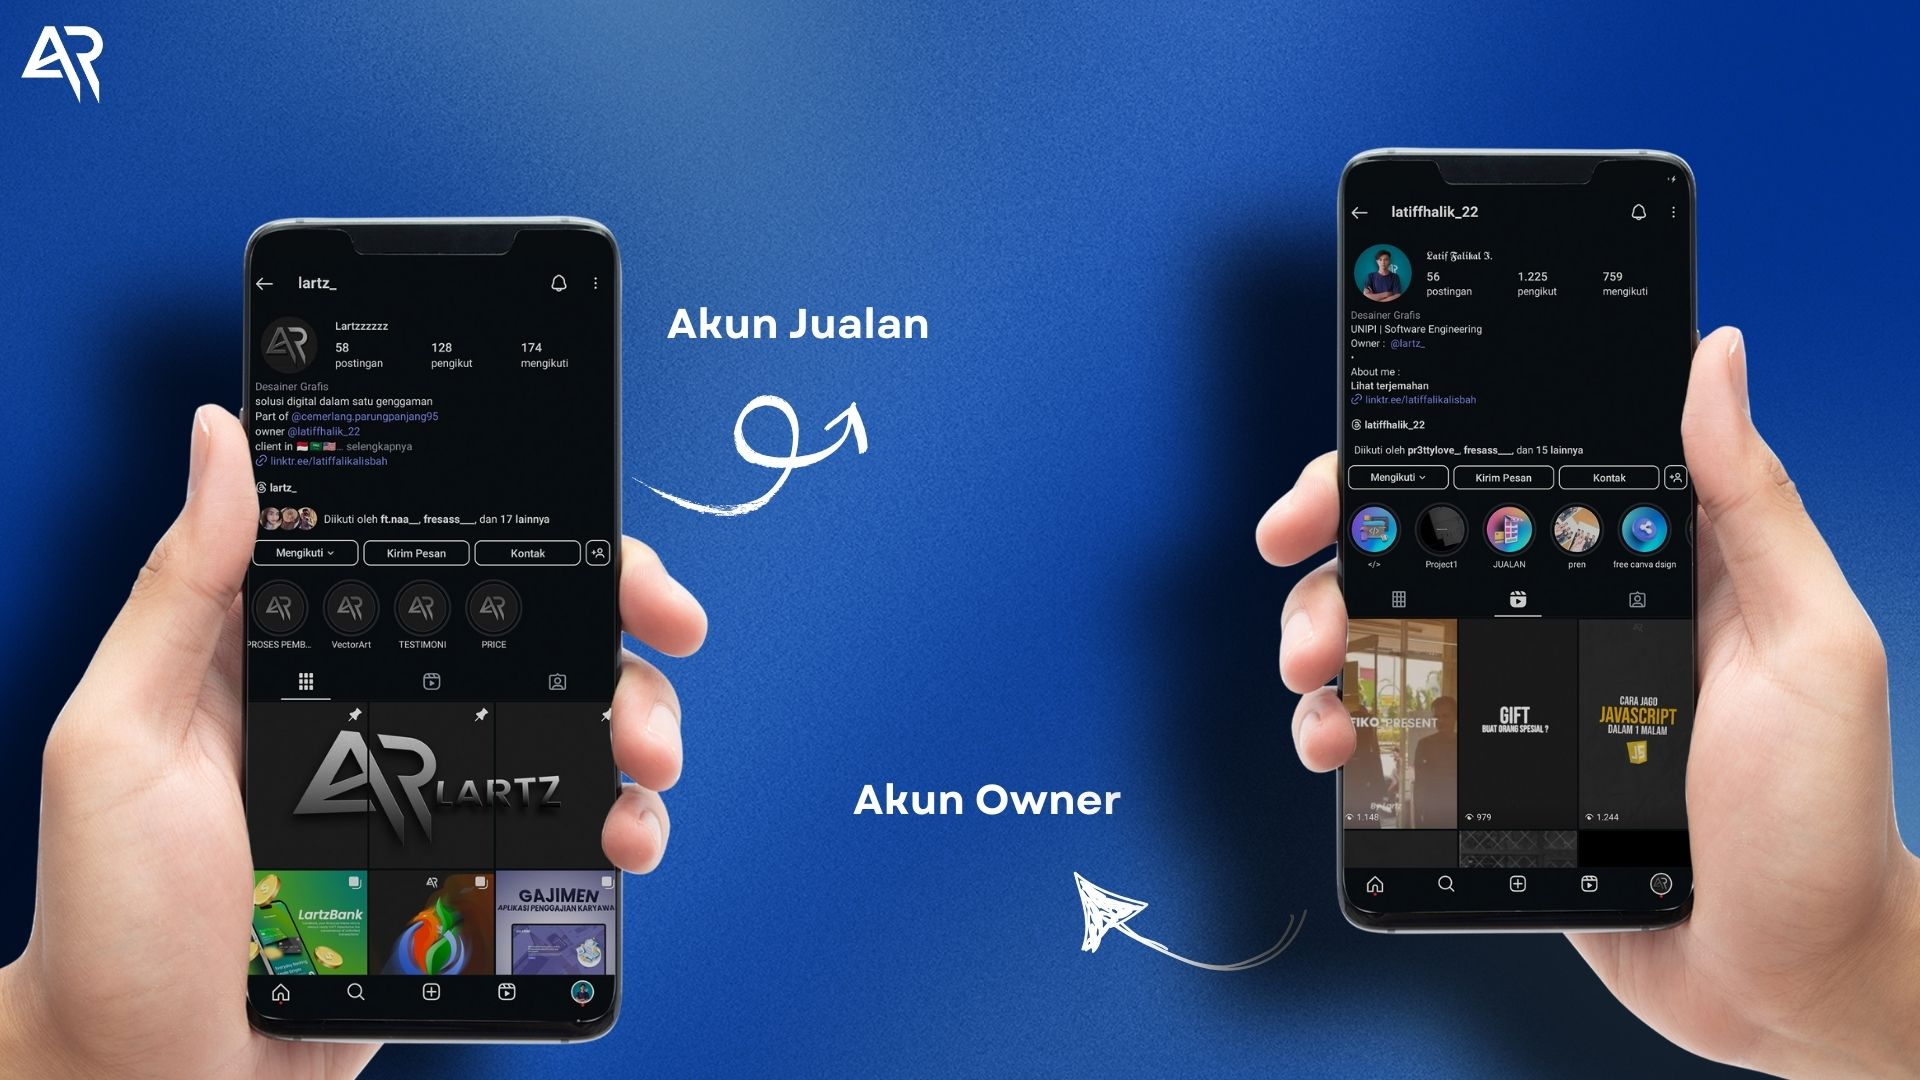 AR
lartz_
Lartzzzzzz
58 128 174
postingan pengikut mengikuti
Desainer Grafis
solusi digital dalam satu genggaman
Part of @cemerlang.parungpanjang95
owner @latiffhalik_22
client in 🇮🇩🇸🇦🇺🇸... selengkapnya
linktr.ee/latiffalikalisbah
lartz_
Diikuti oleh ft.naa__, fresass___, dan 17 lainnya
Mengikuti Kirim Pesan Kontak
PROSES PEMB... VectorArt TESTIMONI PRICE
AR LARTZ
LartzBank
GAJIMEN
APLIKASI PENGGAJIAN KARYAWA
Akun Jualan
Akun Owner
latiffhalik_22
Latif Falikal I.
56 1.225 759
postingan pengikut mengikuti
Desainer Grafis
UNIPI | Software Engineering
Owner : @lartz_
•
About me :
Lihat terjemahan
linktr.ee/latiffalikalisbah
latiffhalik_22
Diikuti oleh pr3ttylove_, fresass___, dan 15 lainnya
Mengikuti Kirim Pesan Kontak
</> Project1 JUALAN pren free canva dsign
FIKO PRESENT
By Lartz
1.148
GIFT
BUAT ORANG SPESIAL ?
979
CARA JAGO
JAVASCRIPT
DALAM 1 MALAM
JS
1.244